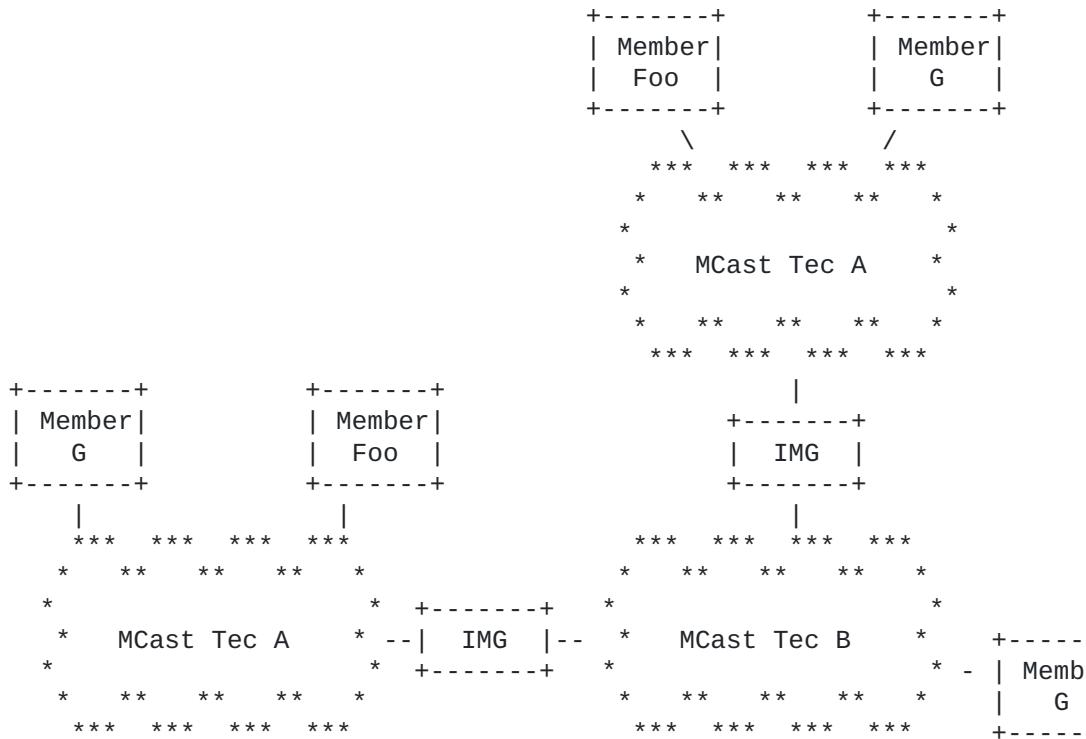 Member Member
Foo G
MCast Tec A
Member Member
G Foo
IMG
MCast Tec A
IMG
MCast Tec B
Memb
G